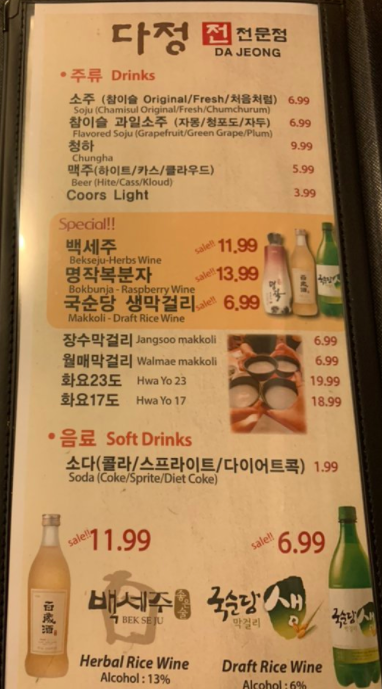 다정 전 전문점
DA JEONG
• 주류 Drinks
소주 (참이슬 Original/Fresh/처음처럼) 6.99
Soju (Chamisul Original/Fresh/Chumchurum)
참이슬 과일소주 (자몽/청포도/자두) 6.99
Flavored Soju (Grapefruit/Green Grape/Plum)
청하 9.99
Chungha
맥주(하이트/카스/클라우드) 5.99
Beer (Hite/Cass/Kloud)
Coors Light 3.99
Special!!
백세주 sale!! 11.99
Bekseju-Herbs Wine
명작복분자 sale!! 13.99
Bokbunja - Raspberry Wine
국순당 생막걸리 sale!! 6.99
Makkoli - Draft Rice Wine
장수막걸리 Jangsoo makkoli 6.99
월매막걸리 Walmae makkoli 6.99
화요23도 Hwa Yo 23 19.99
화요17도 Hwa Yo 17 18.99
• 음료 Soft Drinks
소다(콜라/스프라이트/다이어트콕) 1.99
Soda (Coke/Sprite/Diet Coke)
sale!! 11.99 sale!! 6.99
百歲酒
백세주
BEK SE JU
국순당 생
막걸리
Herbal Rice Wine Draft Rice Wine
Alcohol : 13% Alcohol : 6%